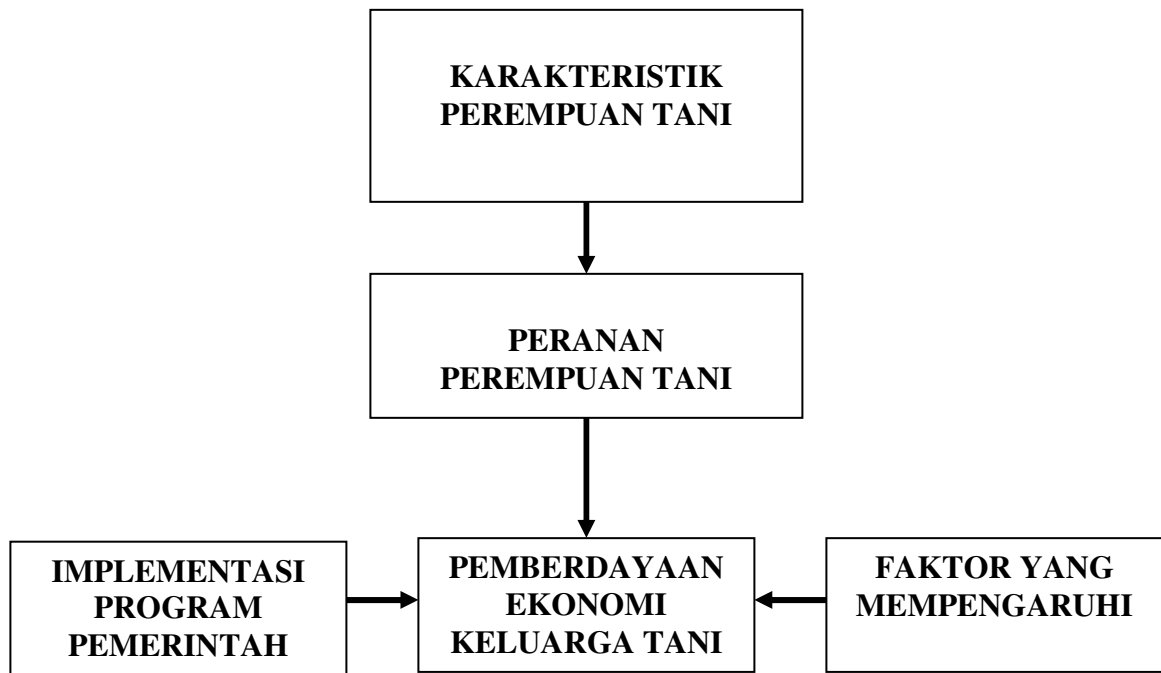 KARAKTERISTIK
PEREMPUAN TANI
PERANAN
PEREMPUAN TANI
IMPLEMENTASI
PROGRAM
PEMERINTAH
PEMBERDAYAAN
EKONOMI
KELUARGA TANI
FAKTOR YANG
MEMPENGARUHI